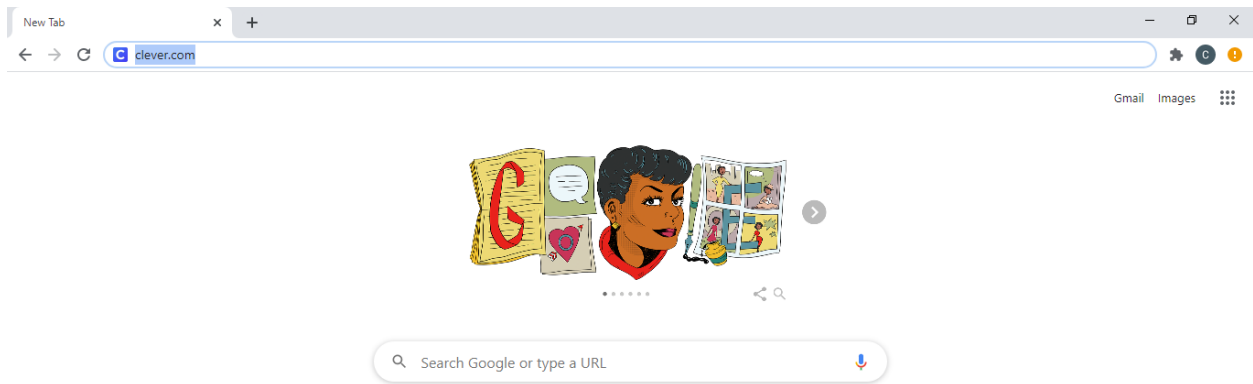 New Tab
clever.com
C
Gmail Images
G
Search Google or type a URL